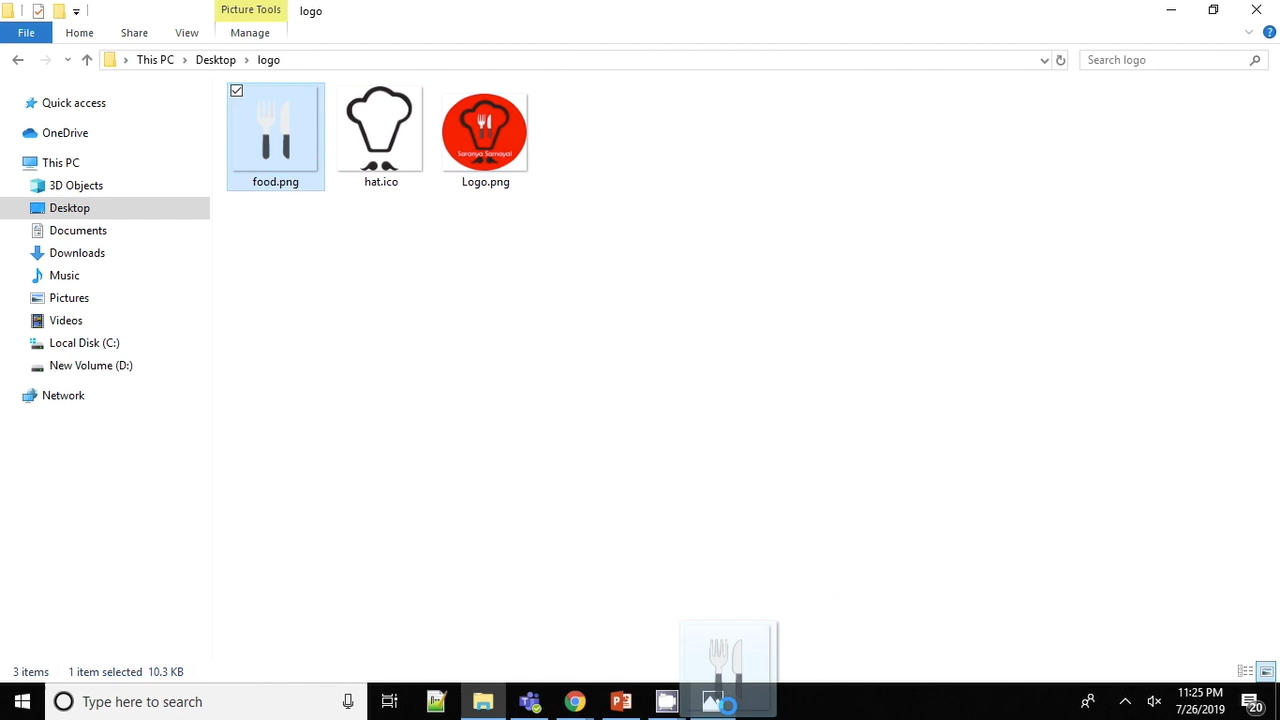 Picture Tools
logo
File
Home
Share
View
Manage
This PC
Desktop
logo
Search logo
Quick access
OneDrive
This PC
3D Objects
Desktop
Documents
Downloads
Music
Pictures
Videos
Local Disk (C:)
New Volume (D:)
Network
food.png
hat.ico
Saranya Samayal
Logo.png
3 items
1 item selected 10.3 KB
Type here to search
11:25 PM
7/26/2019
20